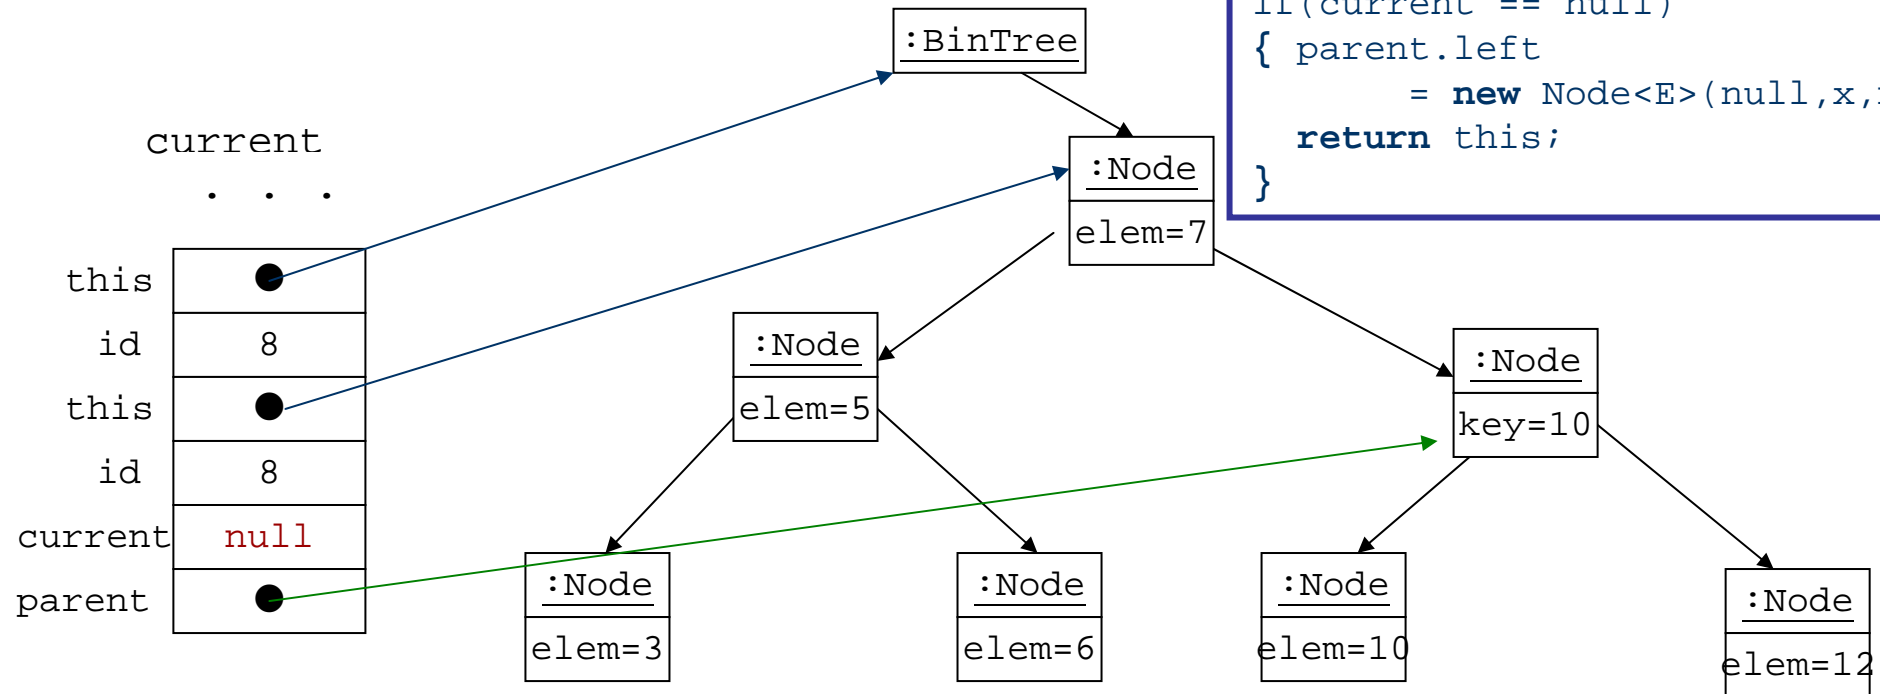 :BinTree
if(current == null)
{ parent.left
= new Node<E>(null,x,
return this;
}
current
. . .
:Node
elem=7
this
id 8
this
id 8
current null
parent
:Node
elem=5
:Node
key=10
:Node
elem=3
:Node
elem=6
:Node
elem=10
:Node
elem=12